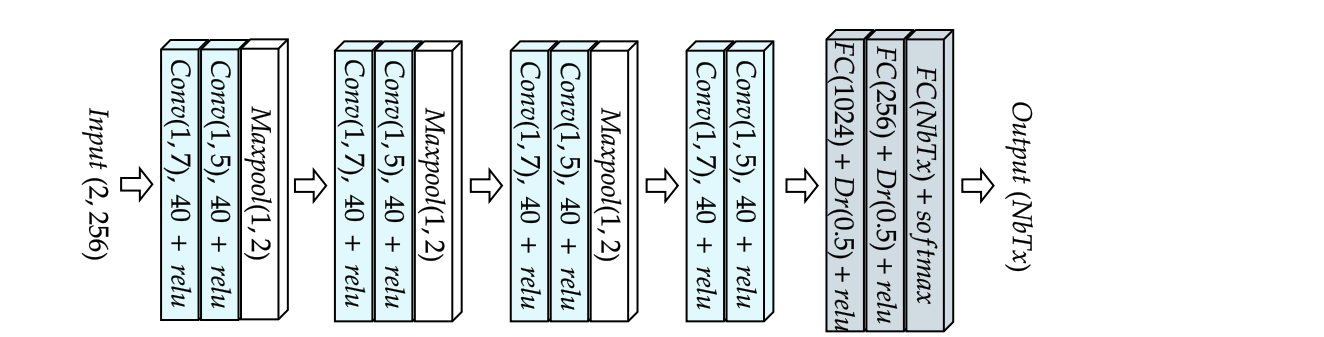 Input (2, 256)
Conv(1, 7), 40 + relu
Conv(1, 5), 40 + relu
Maxpool(1, 2)
Conv(1, 7), 40 + relu
Conv(1, 5), 40 + relu
Maxpool(1, 2)
Conv(1, 7), 40 + relu
Conv(1, 5), 40 + relu
Maxpool(1, 2)
Conv(1, 7), 40 + relu
Conv(1, 5), 40 + relu
FC(1024) + Dr(0.5) + relu
FC(256) + Dr(0.5) + relu
FC(NbTx) + softmax
Output (NbTx)